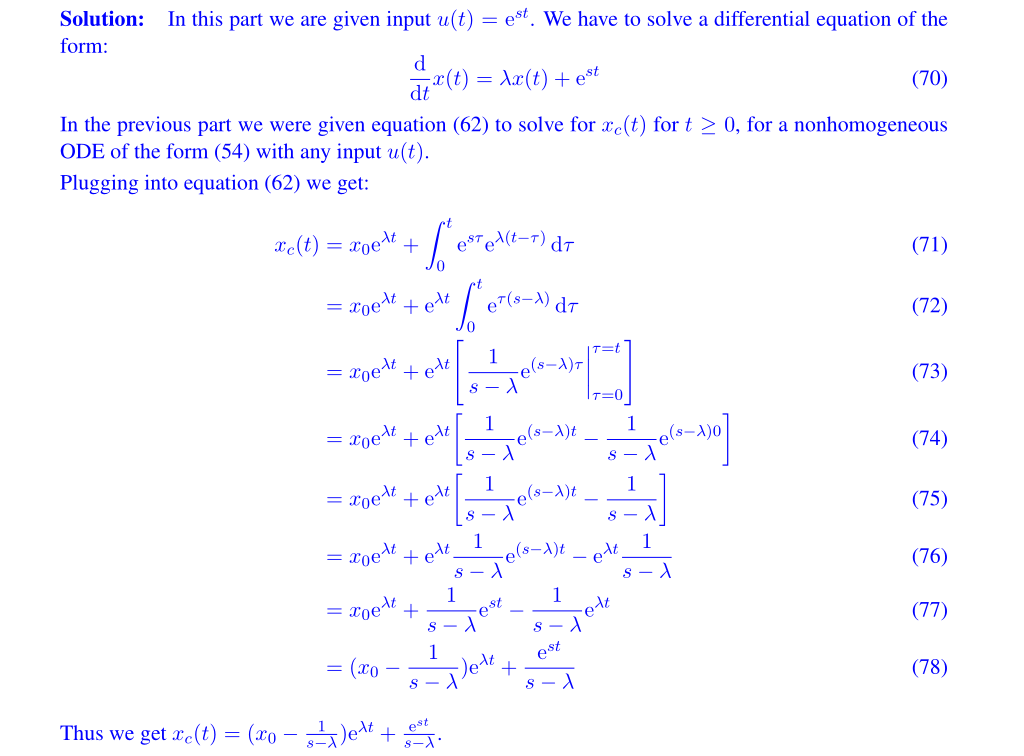 Solution: In this part we are given input $u(t) = \mathrm{e}^{st}$. We have to solve a differential equation of the
form:
$$\frac{\mathrm{d}}{\mathrm{d}t}x(t) = \lambda x(t) + \mathrm{e}^{st} \quad (70)$$
In the previous part we were given equation (62) to solve for $x_c(t)$ for $t \geq 0$, for a nonhomogeneous
ODE of the form (54) with any input $u(t)$.
Plugging into equation (62) we get:
$$x_c(t) = x_0\mathrm{e}^{\lambda t} + \int_0^t \mathrm{e}^{s\tau}\mathrm{e}^{\lambda(t-\tau)}\,\mathrm{d}\tau \quad (71)$$
$$= x_0\mathrm{e}^{\lambda t} + \mathrm{e}^{\lambda t}\int_0^t \mathrm{e}^{\tau(s-\lambda)}\,\mathrm{d}\tau \quad (72)$$
$$= x_0\mathrm{e}^{\lambda t} + \mathrm{e}^{\lambda t}\left[\frac{1}{s-\lambda}\mathrm{e}^{(s-\lambda)\tau}\Big|_{\tau=0}^{\tau=t}\right] \quad (73)$$
$$= x_0\mathrm{e}^{\lambda t} + \mathrm{e}^{\lambda t}\left[\frac{1}{s-\lambda}\mathrm{e}^{(s-\lambda)t} - \frac{1}{s-\lambda}\mathrm{e}^{(s-\lambda)0}\right] \quad (74)$$
$$= x_0\mathrm{e}^{\lambda t} + \mathrm{e}^{\lambda t}\left[\frac{1}{s-\lambda}\mathrm{e}^{(s-\lambda)t} - \frac{1}{s-\lambda}\right] \quad (75)$$
$$= x_0\mathrm{e}^{\lambda t} + \mathrm{e}^{\lambda t}\frac{1}{s-\lambda}\mathrm{e}^{(s-\lambda)t} - \mathrm{e}^{\lambda t}\frac{1}{s-\lambda} \quad (76)$$
$$= x_0\mathrm{e}^{\lambda t} + \frac{1}{s-\lambda}\mathrm{e}^{st} - \frac{1}{s-\lambda}\mathrm{e}^{\lambda t} \quad (77)$$
$$= (x_0 - \frac{1}{s-\lambda})\mathrm{e}^{\lambda t} + \frac{\mathrm{e}^{st}}{s-\lambda} \quad (78)$$
Thus we get $x_c(t) = (x_0 - \frac{1}{s-\lambda})\mathrm{e}^{\lambda t} + \frac{\mathrm{e}^{st}}{s-\lambda}$.